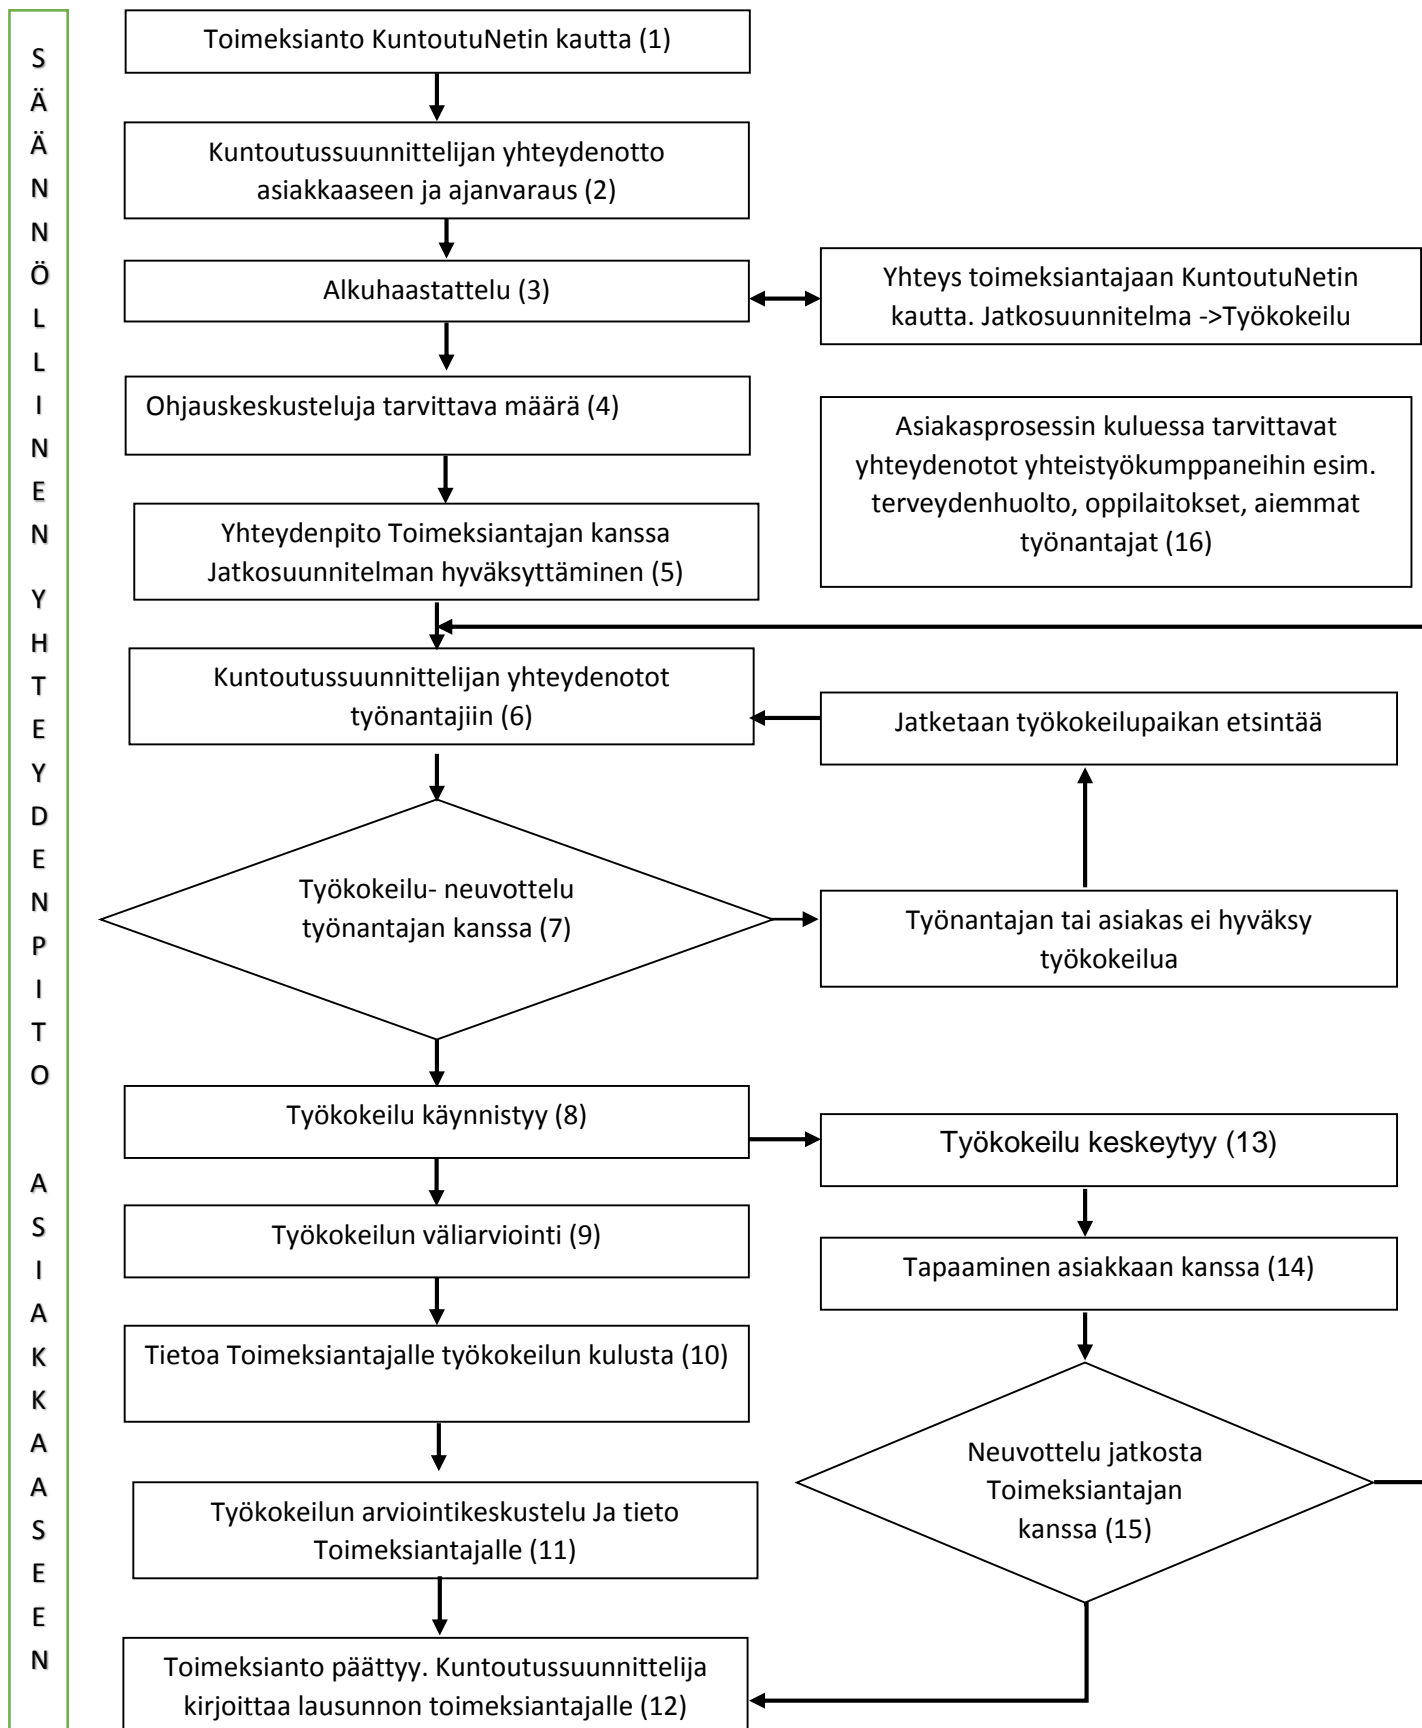 SÄÄNNÖLLINEN YHTEYDENPITO ASIAKKAASEEN
Toimeksianto KuntoutuNetin kautta (1)
Kuntoutussuunnittelijan yhteydenotto
asiakkaaseen ja ajanvaraus (2)
Alkuhaastattelu (3)
Yhteys toimeksiantajaan KuntoutuNetin
kautta. Jatkosuunnitelma ->Työkokeilu
Ohjauskeskusteluja tarvittava määrä (4)
Asiakasprosessin kuluessa tarvittavat
yhteydenotot yhteistyökumppaneihin esim.
terveydenhuolto, oppilaitokset, aiemmat
työnantajat (16)
Yhteydenpito Toimeksiantajan kanssa
Jatkosuunnitelman hyväksyttäminen (5)
Kuntoutussuunnittelijan yhteydenotot
työnantajiin (6)
Jatketaan työkokeilupaikan etsintää
Työkokeilu- neuvottelu
työnantajan kanssa (7)
Työnantajan tai asiakas ei hyväksy
työkokeilua
Työkokeilu käynnistyy (8)
Työkokeilu keskeytyy (13)
Työkokeilun väliarviointi (9)
Tapaaminen asiakkaan kanssa (14)
Tietoa Toimeksiantajalle työkokeilun kulusta (10)
Neuvottelu jatkosta
Toimeksiantajan
kanssa (15)
Työkokeilun arviointikeskustelu Ja tieto
Toimeksiantajalle (11)
Toimeksianto päättyy. Kuntoutussuunnittelija
kirjoittaa lausunnon toimeksiantajalle (12)